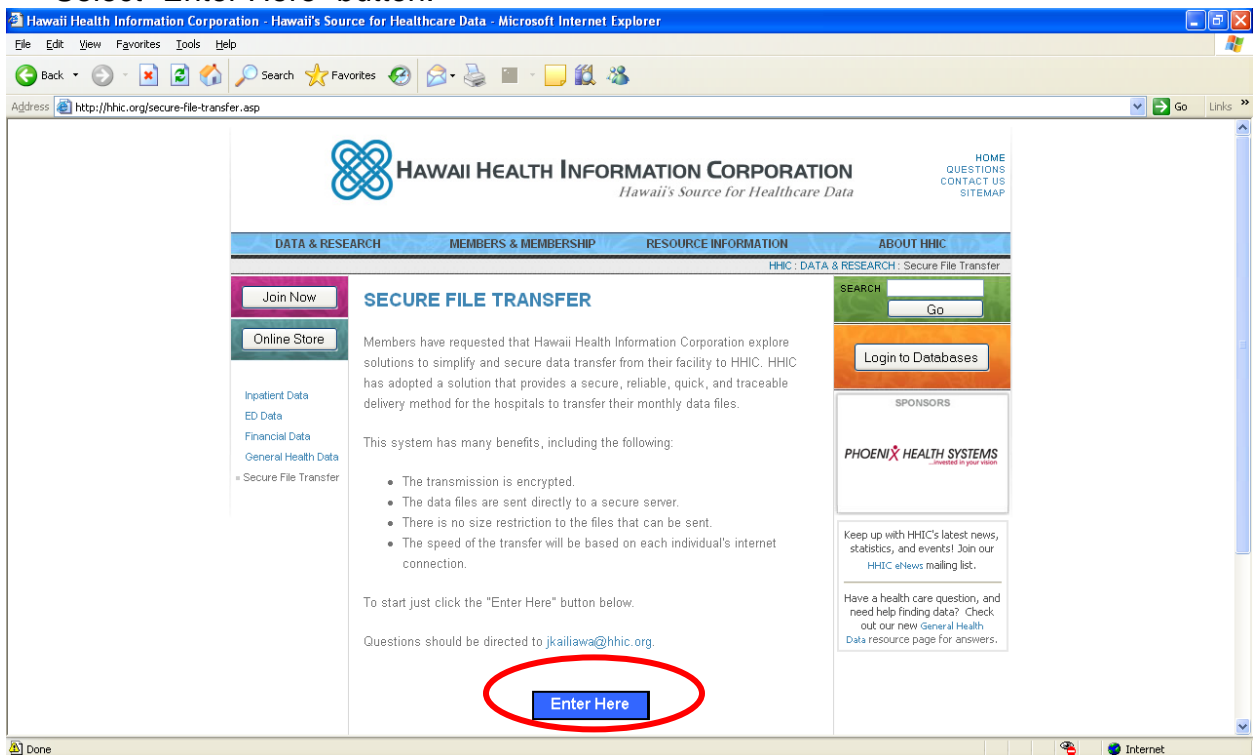 Select "Enter Here" button.
Hawaii Health Information Corporation - Hawaii's Source for Healthcare Data - Microsoft Internet Explorer
File Edit View Favorites Tools Help
Back Search Favorites
Address http://hhic.org/secure-file-transfer.asp Go Links »
HAWAII HEALTH INFORMATION CORPORATION
Hawaii's Source for Healthcare Data
HOME
QUESTIONS
CONTACT US
SITEMAP
DATA & RESEARCH MEMBERS & MEMBERSHIP RESOURCE INFORMATION ABOUT HHIC
HHIC : DATA & RESEARCH : Secure File Transfer
Join Now
Online Store
Inpatient Data
ED Data
Financial Data
General Health Data
Secure File Transfer
SECURE FILE TRANSFER
Members have requested that Hawaii Health Information Corporation explore
solutions to simplify and secure data transfer from their facility to HHIC. HHIC
has adopted a solution that provides a secure, reliable, quick, and traceable
delivery method for the hospitals to transfer their monthly data files.
This system has many benefits, including the following:
• The transmission is encrypted.
• The data files are sent directly to a secure server.
• There is no size restriction to the files that can be sent.
• The speed of the transfer will be based on each individual's internet
connection.
To start just click the "Enter Here" button below.
Questions should be directed to jkailiawa@hhic.org.
Enter Here
SEARCH
Go
Login to Databases
SPONSORS
PHOENIX HEALTH SYSTEMS
...invested in your vision
Keep up with HHIC's latest news,
statistics, and events! Join our
HHIC eNews mailing list.
Have a health care question, and
need help finding data? Check
out our new General Health
Data resource page for answers.
Done Internet